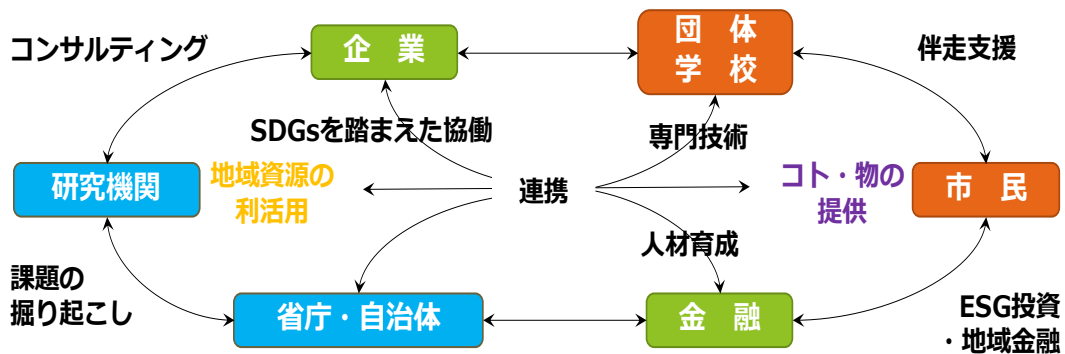 コンサルティング
企　業
団　体
学　校
伴走支援
SDGsを踏まえた協働
専門技術
研究機関
地域資源の
利活用
連携
コト・物の
提供
市　民
人材育成
課題の
掘り起こし
省庁・自治体
金　融
ESG投資
・地域金融